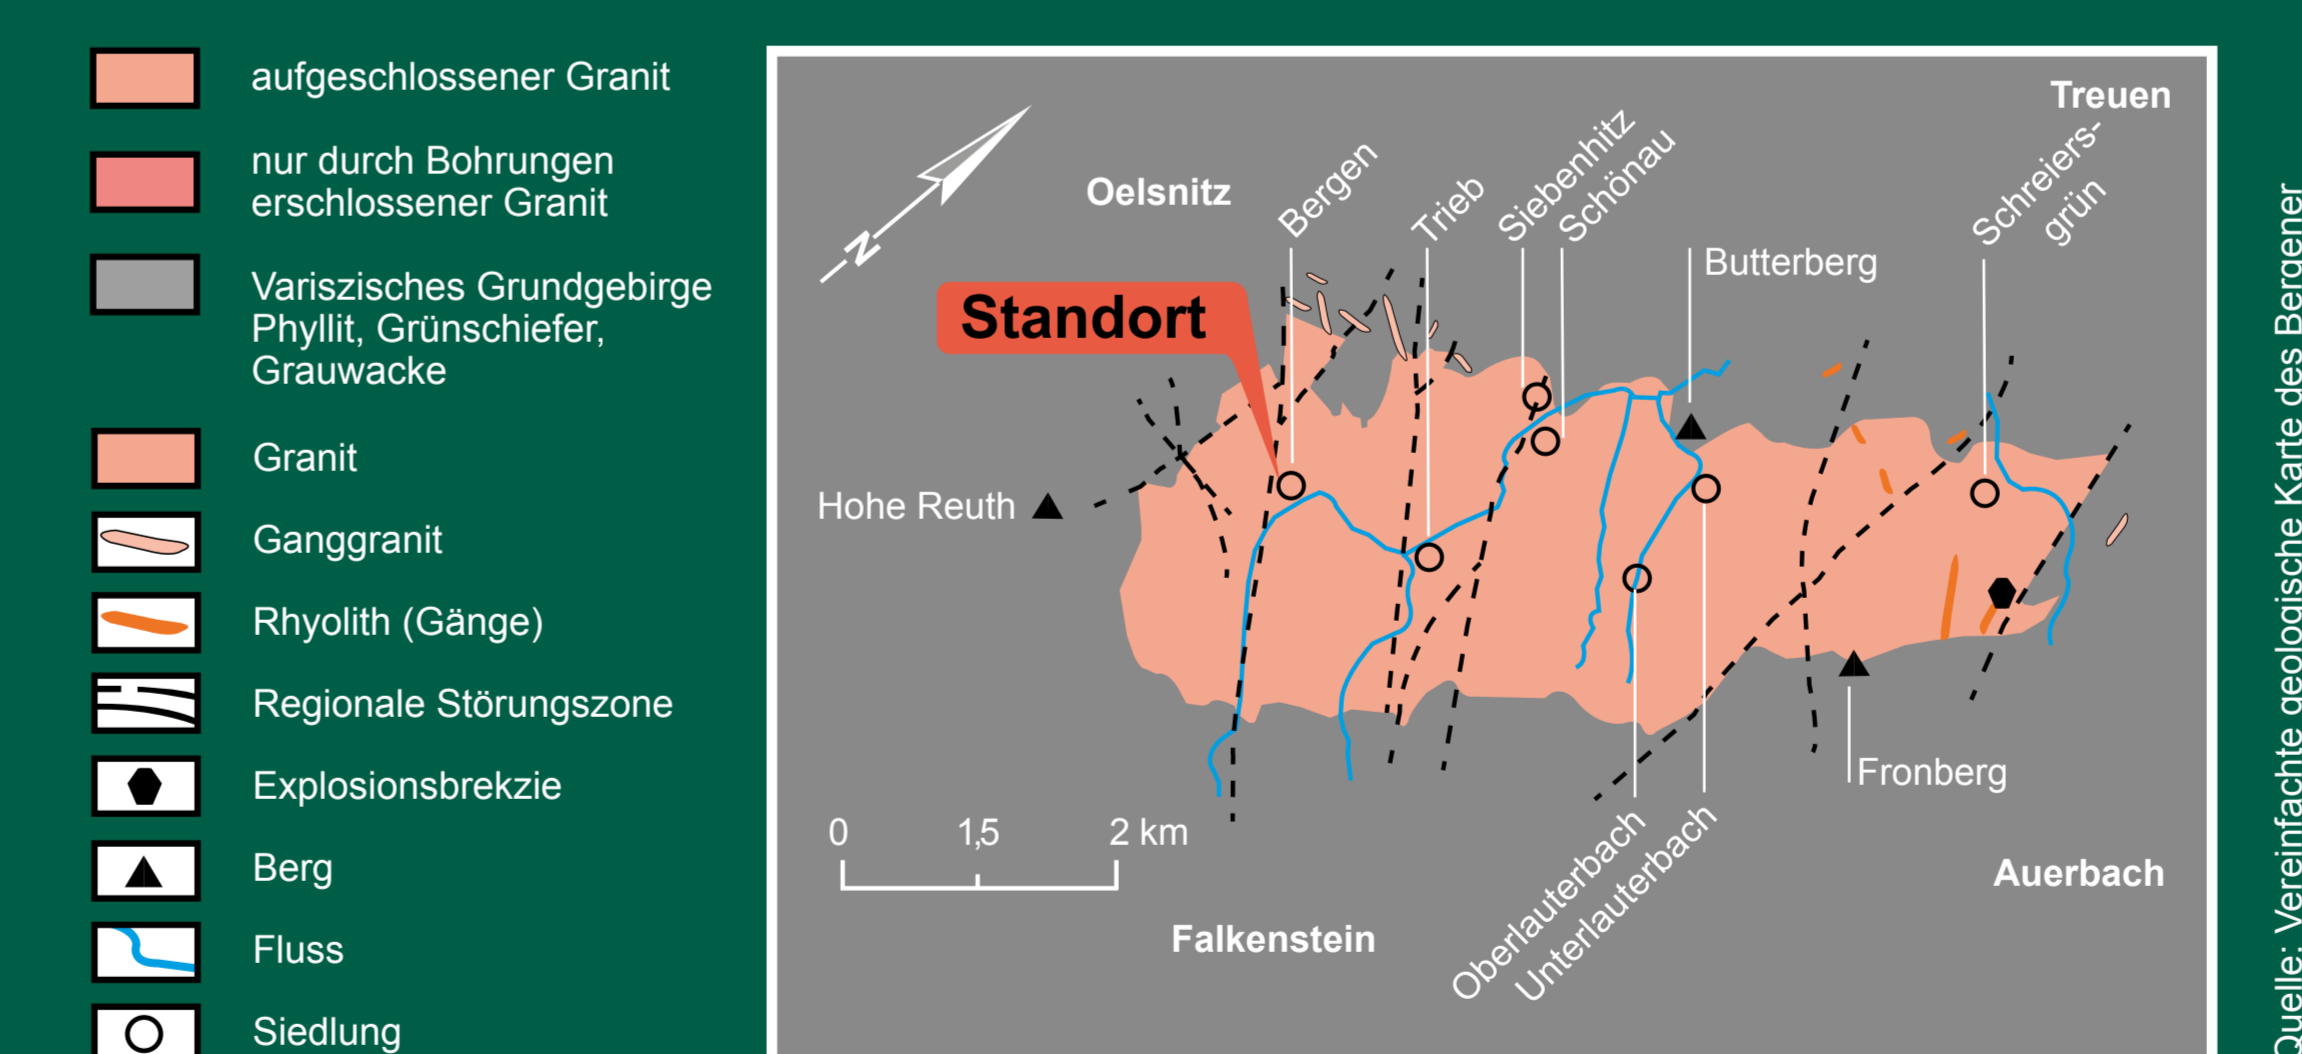 aufgeschlossener Granit
nur durch Bohrungen
erschlossener Granit
Variszisches Grundgebirge
Phyllit, Grünschiefer,
Grauwacke
Granit
Ganggranit
Rhyolith (Gänge)
Regionale Störungszone
Explosionsbrekzie
Berg
Fluss
Siedlung
Treuen
N
Oelsnitz
Bergen
Trieb
Siebenhitz
Schönau
Schreiers-
grün
Butterberg
Standort
Hohe Reuth
Fronberg
0 1,5 2 km
Oberlauterbach
Unterlauterbach
Auerbach
Falkenstein
Quelle: Vereinfachte geologische Karte des Bergener